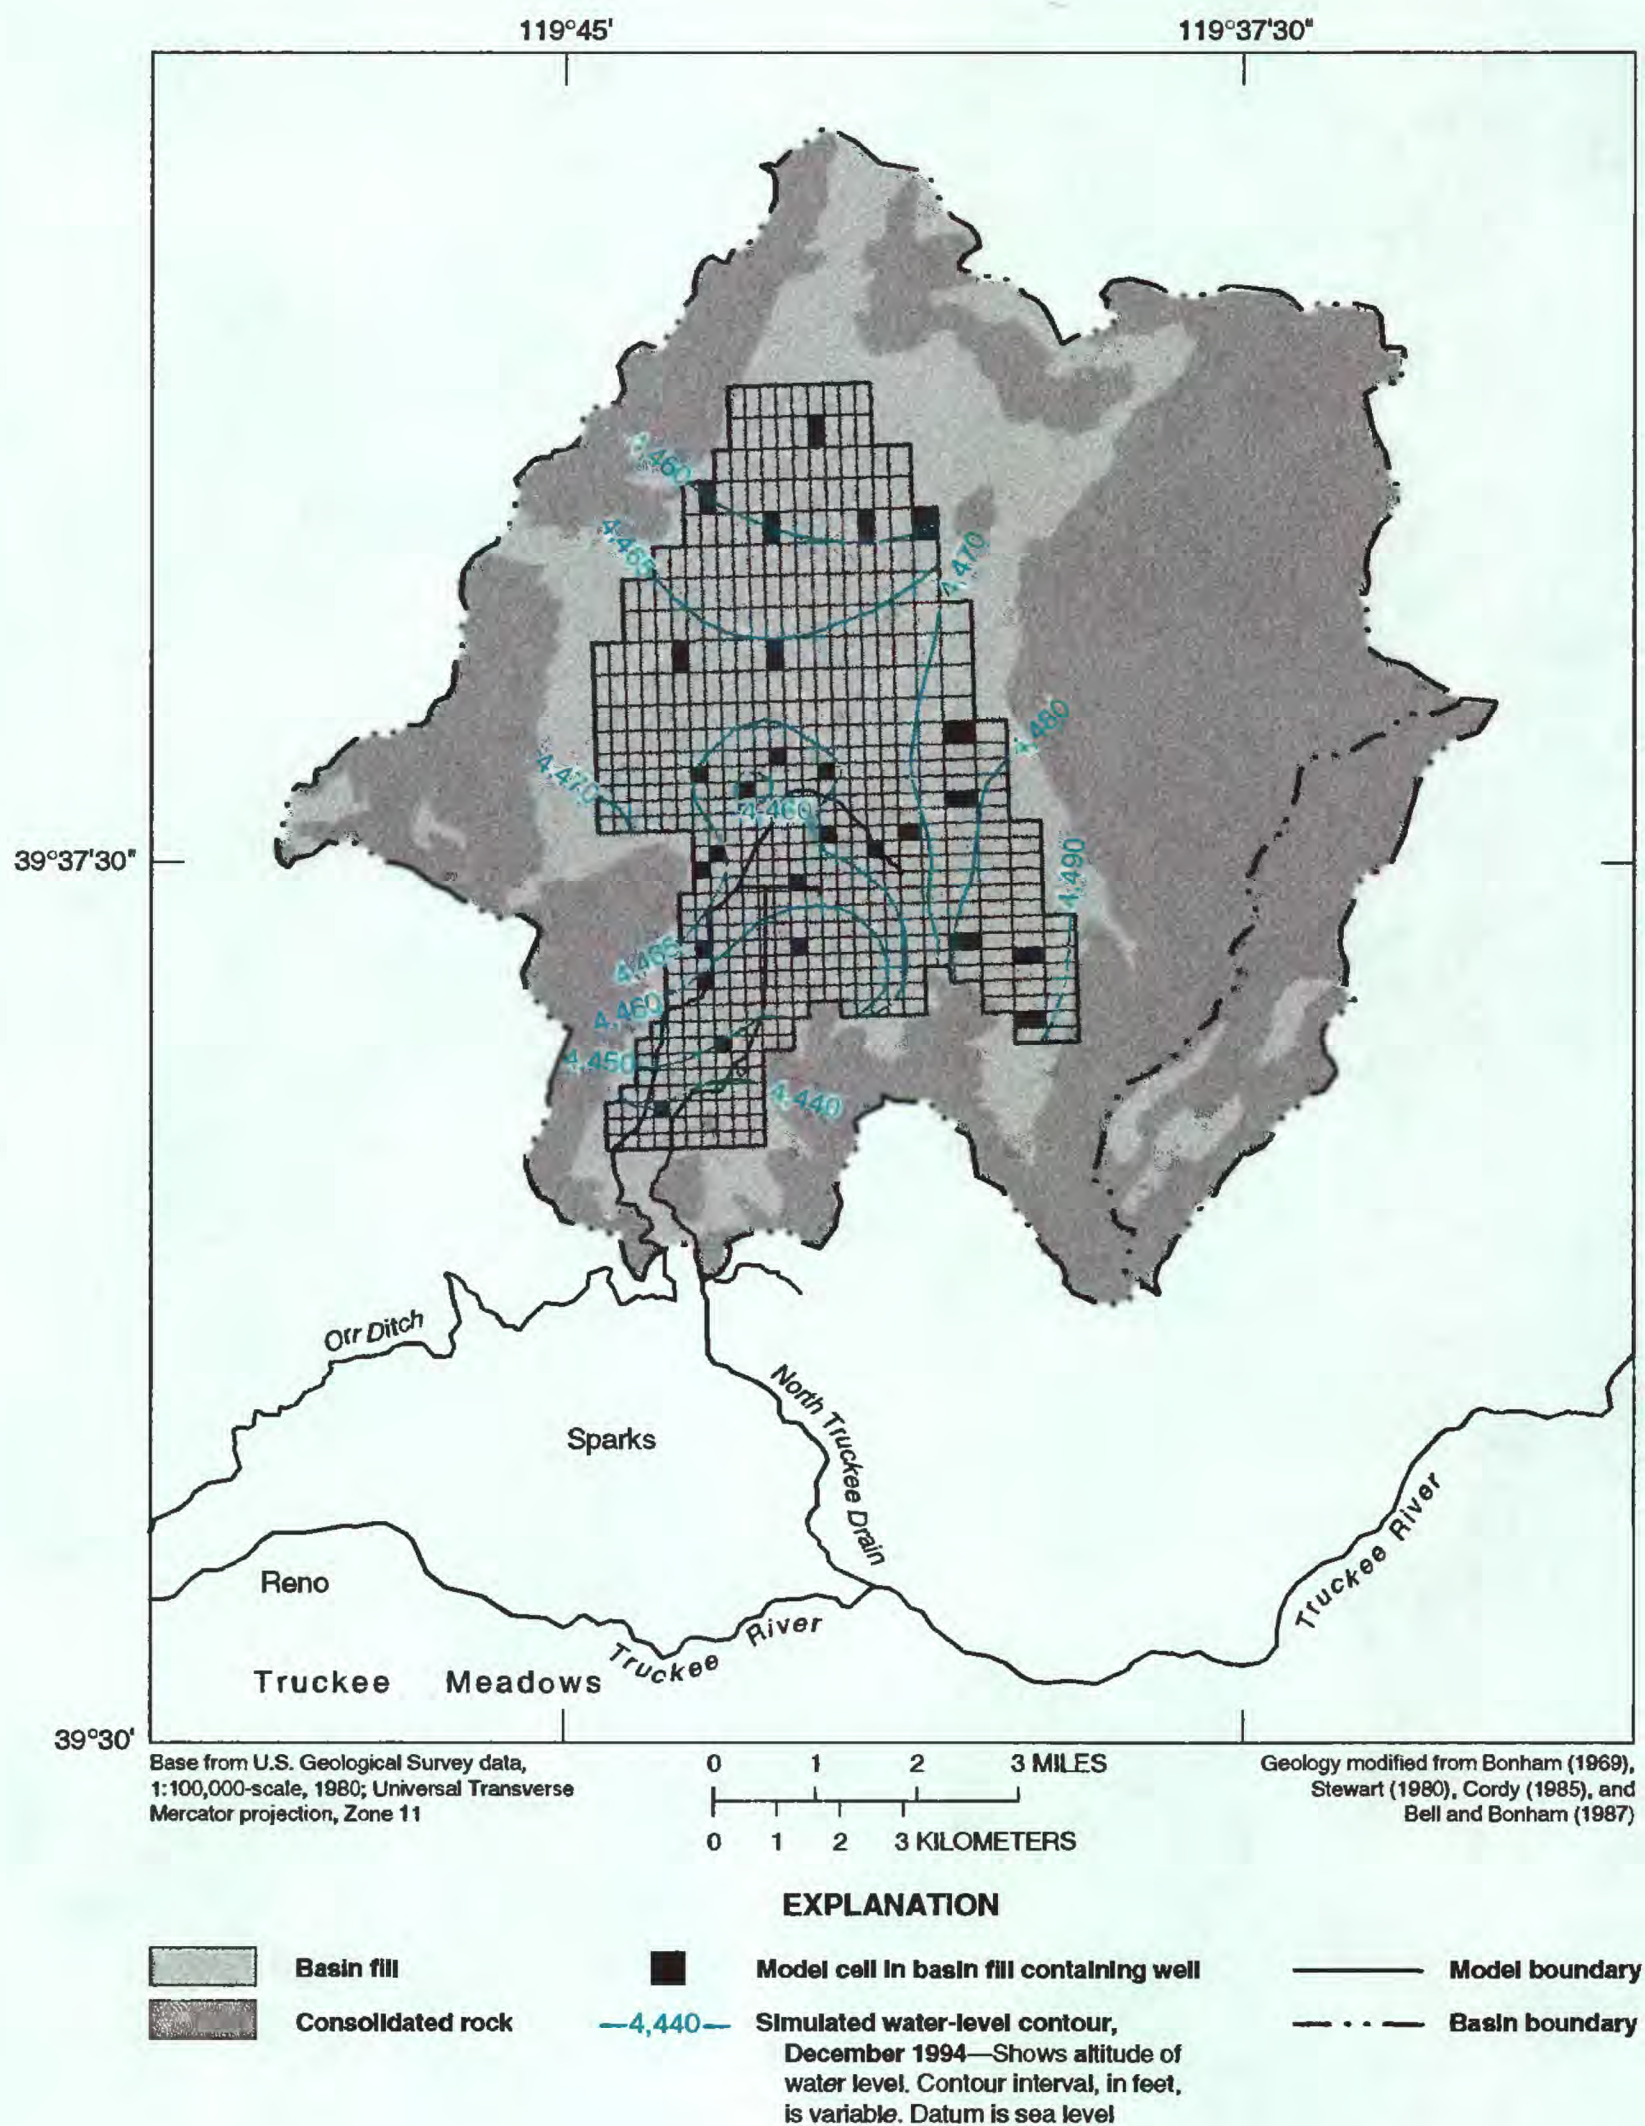 119°45'
119°37'30"
4,460
4,465
4,470
4,480
4,470
4,460
39°37'30"
4,490
4,465
4,460
4,450
4,440
Orr Ditch
North Truckee Drain
Sparks
Truckee River
Reno
Truckee River
Truckee Meadows
39°30'
Base from U.S. Geological Survey data,
1:100,000-scale, 1980; Universal Transverse
Mercator projection, Zone 11
0 1 2 3 MILES
0 1 2 3 KILOMETERS
Geology modified from Bonham (1969),
Stewart (1980), Cordy (1985), and
Bell and Bonham (1987)
EXPLANATION
Basin fill
Consolidated rock
Model cell in basin fill containing well
—4,440— Simulated water-level contour,
December 1994—Shows altitude of
water level. Contour interval, in feet,
is variable. Datum is sea level
Model boundary
Basin boundary